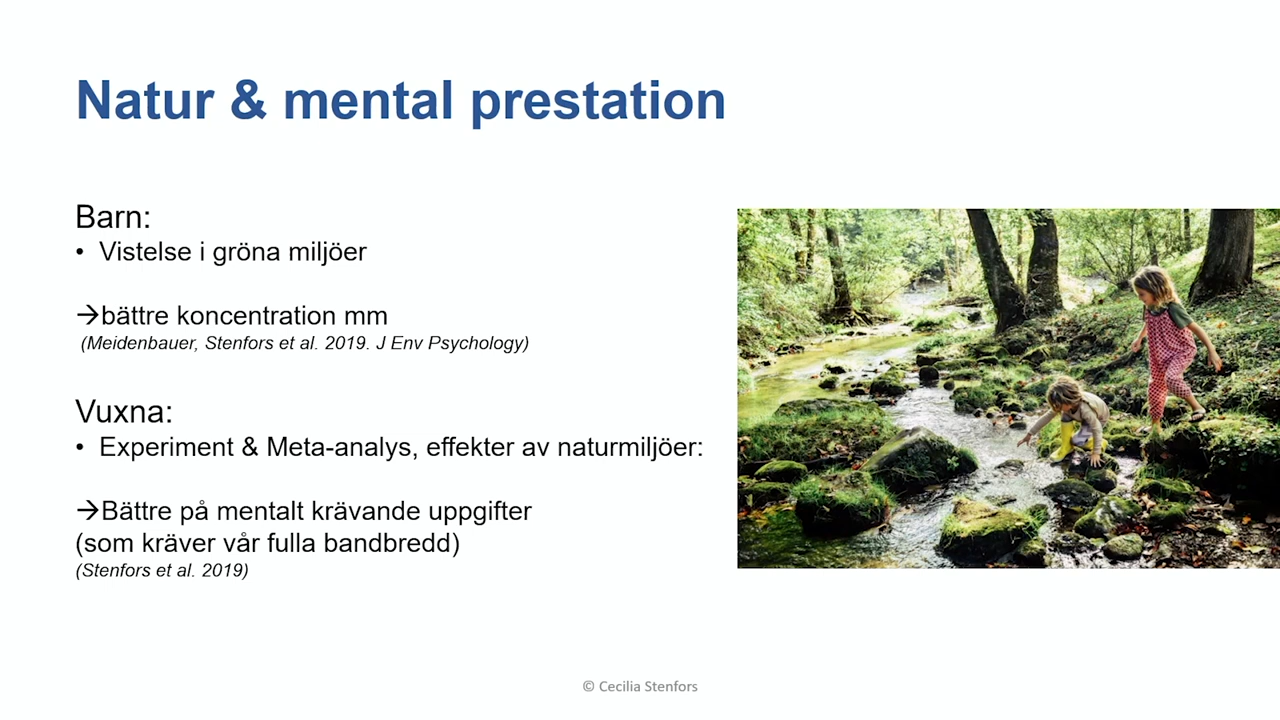 Natur & mental prestation
Barn:
• Vistelse i gröna miljöer
→bättre koncentration mm
(Meidenbauer, Stenfors et al. 2019. J Env Psychology)
Vuxna:
• Experiment & Meta-analys, effekter av naturmiljöer:
→Bättre på mentalt krävande uppgifter
(som kräver vår fulla bandbredd)
(Stenfors et al. 2019)
© Cecilia Stenfors